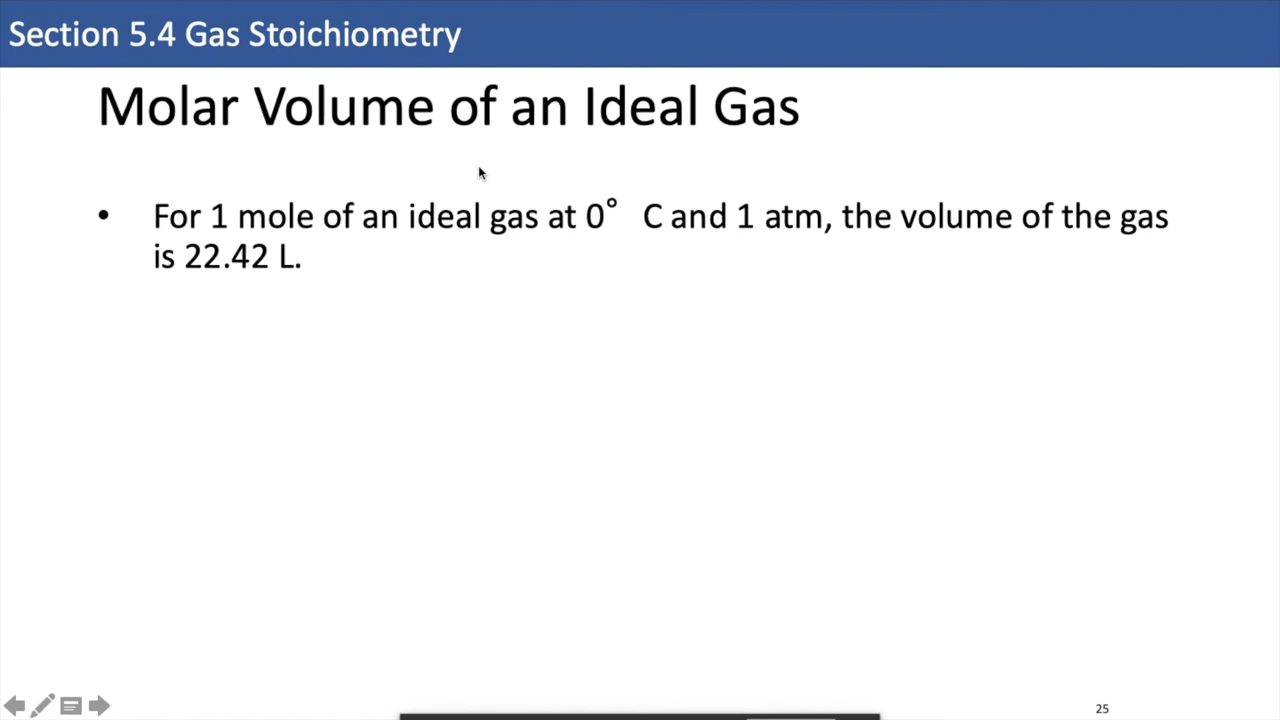 Section 5.4 Gas Stoichiometry
Molar Volume of an Ideal Gas
• For 1 mole of an ideal gas at 0° C and 1 atm, the volume of the gas
is 22.42 L.
25